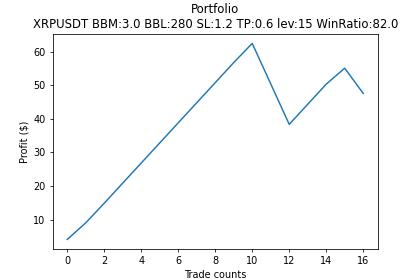 Portfolio
XRPUSDT BBM:3.0 BBL:280 SL:1.2 TP:0.6 lev:15 WinRatio:82.0
60
50
40
30
20
10
Profit ($)
0 2 4 6 8 10 12 14 16
Trade counts